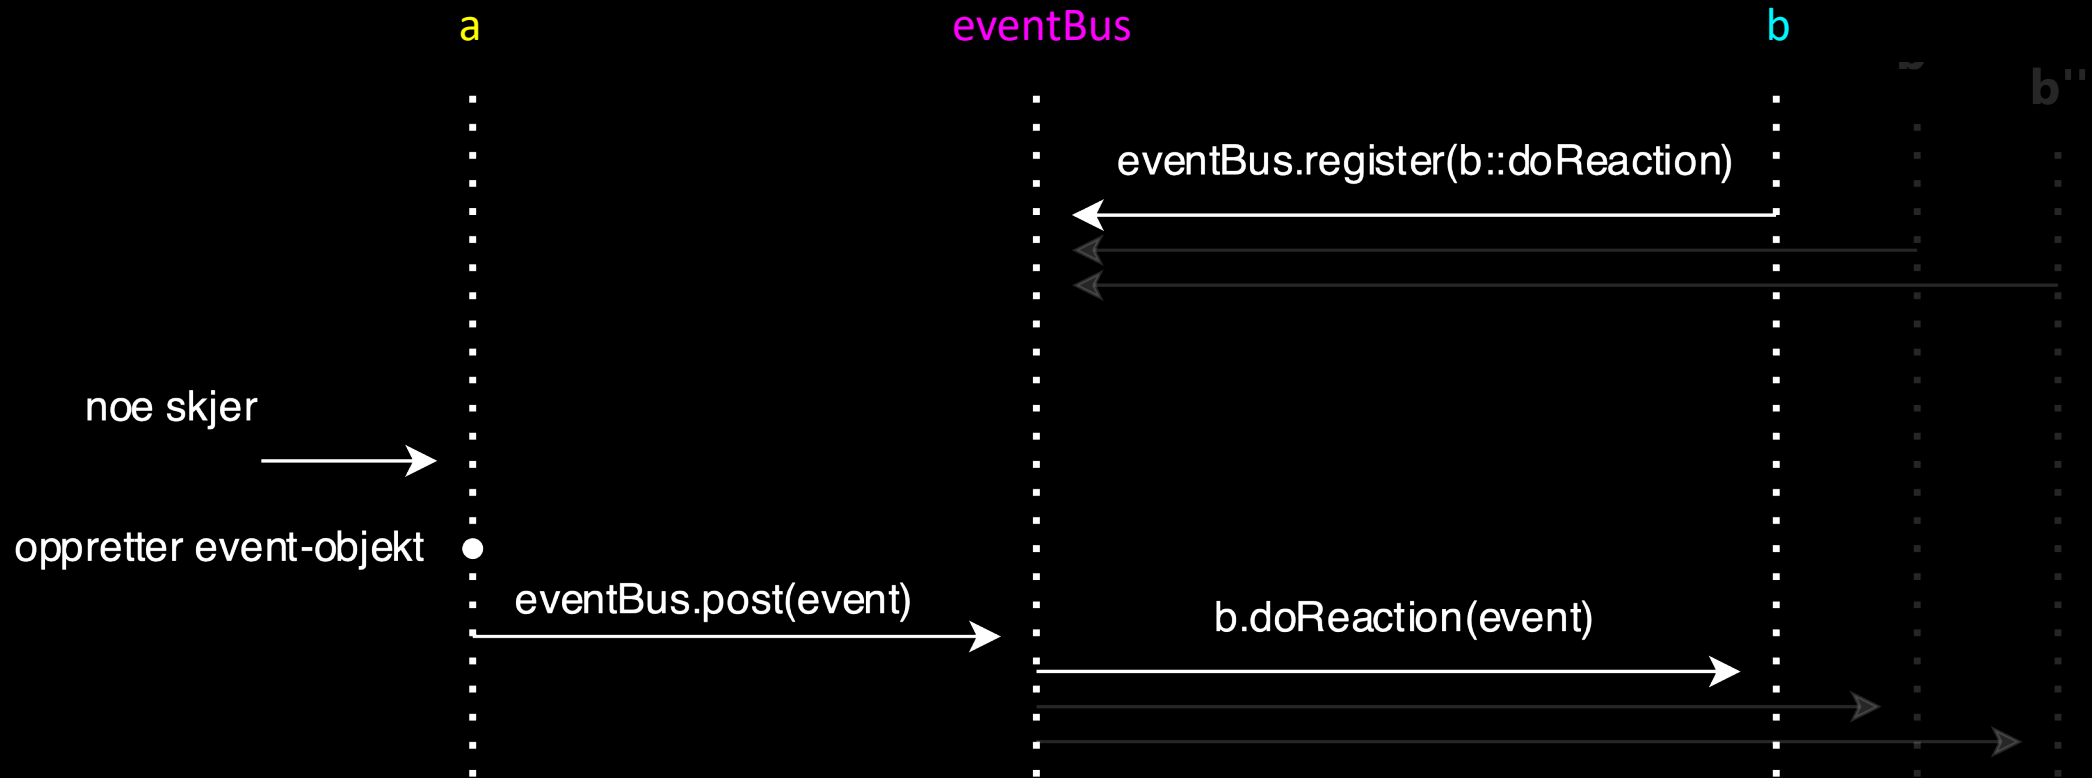 a
eventBus
b
b''
eventBus.register(b::doReaction)
noe skjer
oppretter event-objekt
eventBus.post(event)
b.doReaction(event)